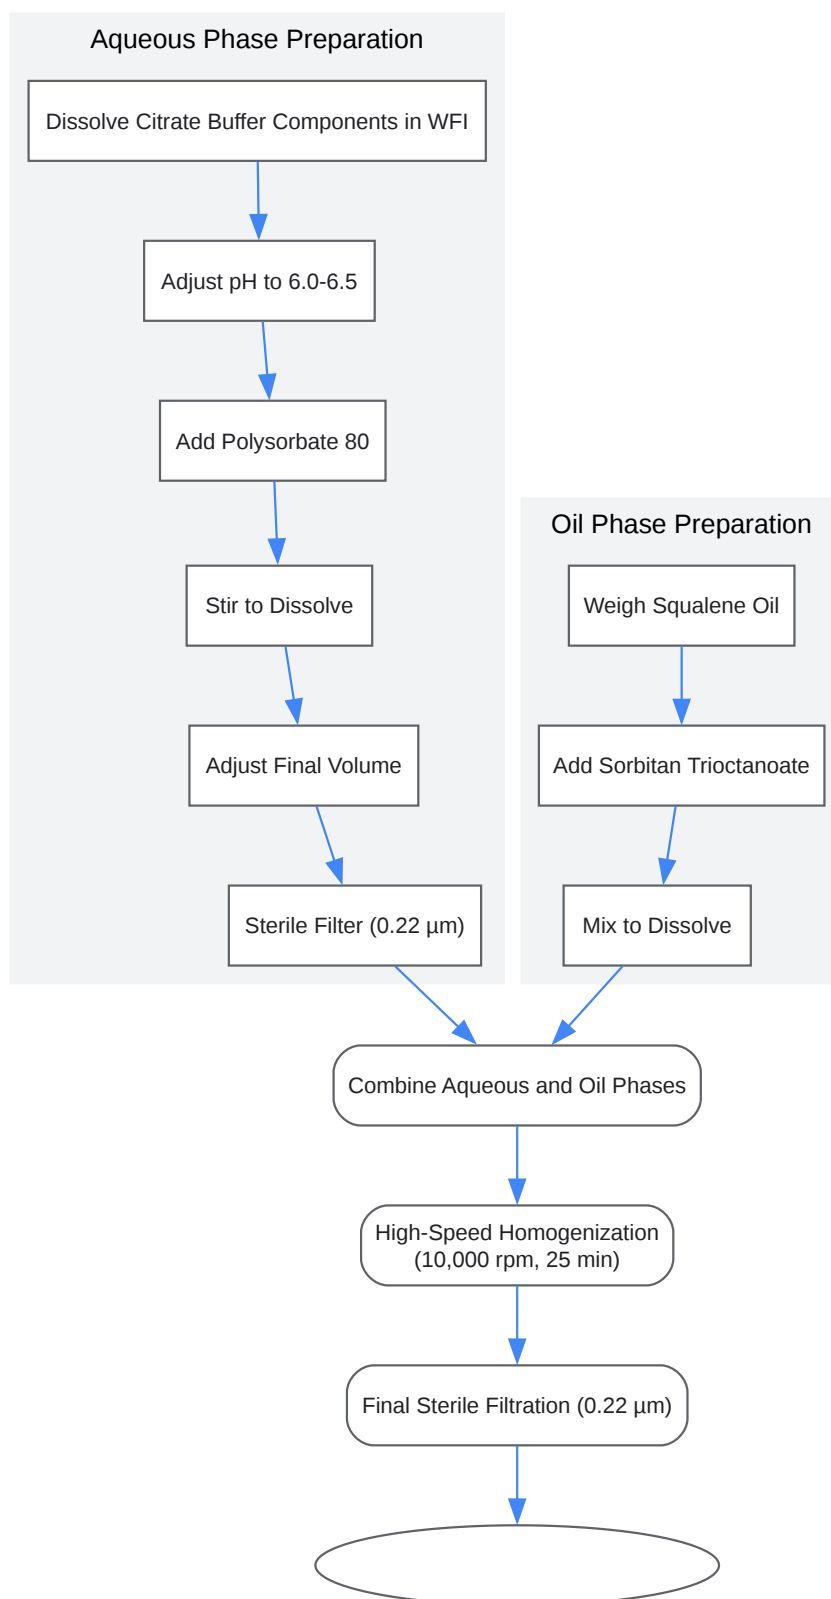 Aqueous Phase Preparation
Dissolve Citrate Buffer Components in WFI
Adjust pH to 6.0-6.5
Add Polysorbate 80
Stir to Dissolve
Adjust Final Volume
Sterile Filter (0.22 µm)
Oil Phase Preparation
Weigh Squalene Oil
Add Sorbitan Trioctanoate
Mix to Dissolve
Combine Aqueous and Oil Phases
High-Speed Homogenization
(10,000 rpm, 25 min)
Final Sterile Filtration (0.22 µm)